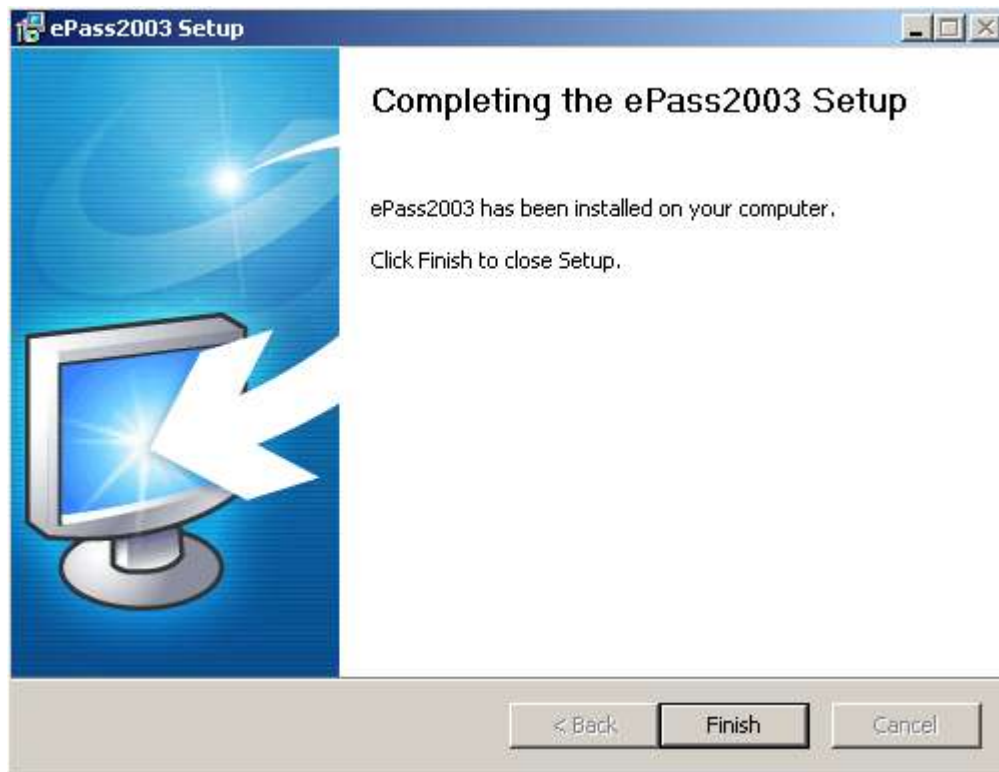 ePass2003 Setup
Completing the ePass2003 Setup
ePass2003 has been installed on your computer.
Click Finish to close Setup.
< Back Finish Cancel